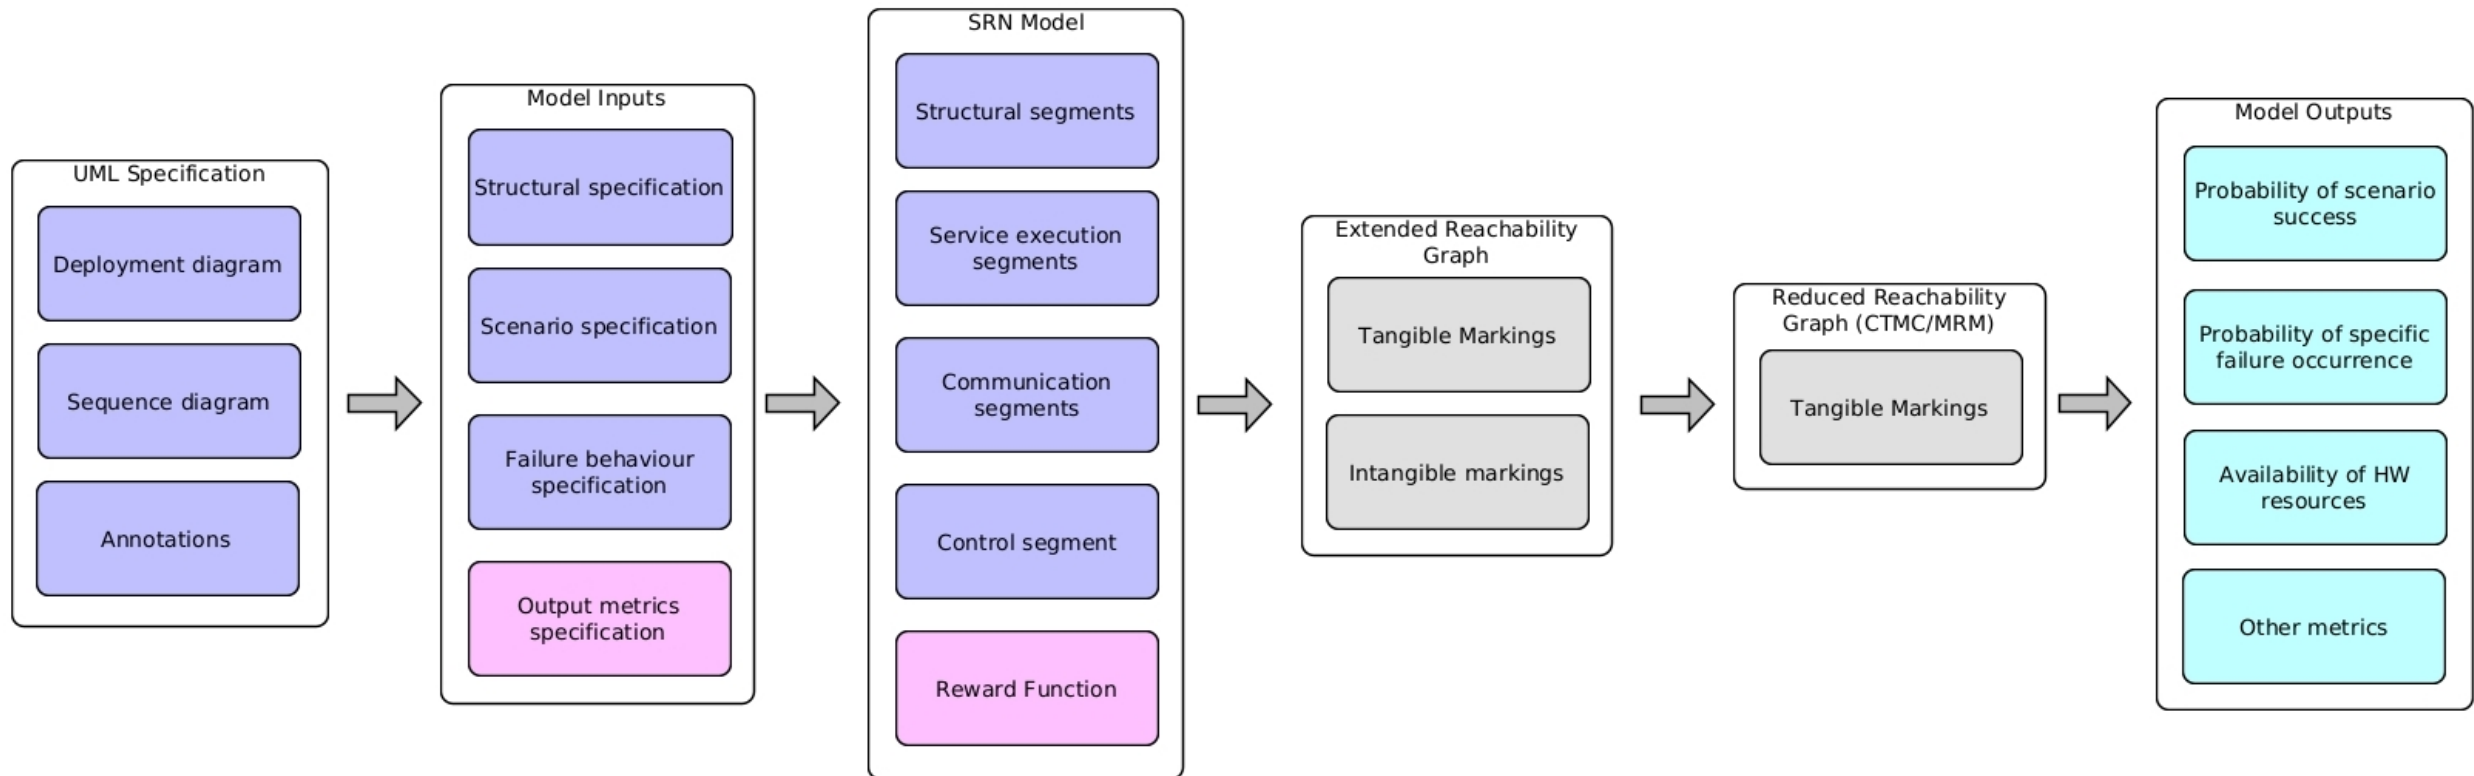 UML Specification
Deployment diagram
Sequence diagram
Annotations
Model Inputs
Structural specification
Scenario specification
Failure behaviour
specification
Output metrics
specification
SRN Model
Structural segments
Service execution
segments
Communication
segments
Control segment
Reward Function
Extended Reachability
Graph
Tangible Markings
Intangible markings
Reduced Reachability
Graph (CTMC/MRM)
Tangible Markings
Model Outputs
Probability of scenario
success
Probability of specific
failure occurrence
Availability of HW
resources
Other metrics